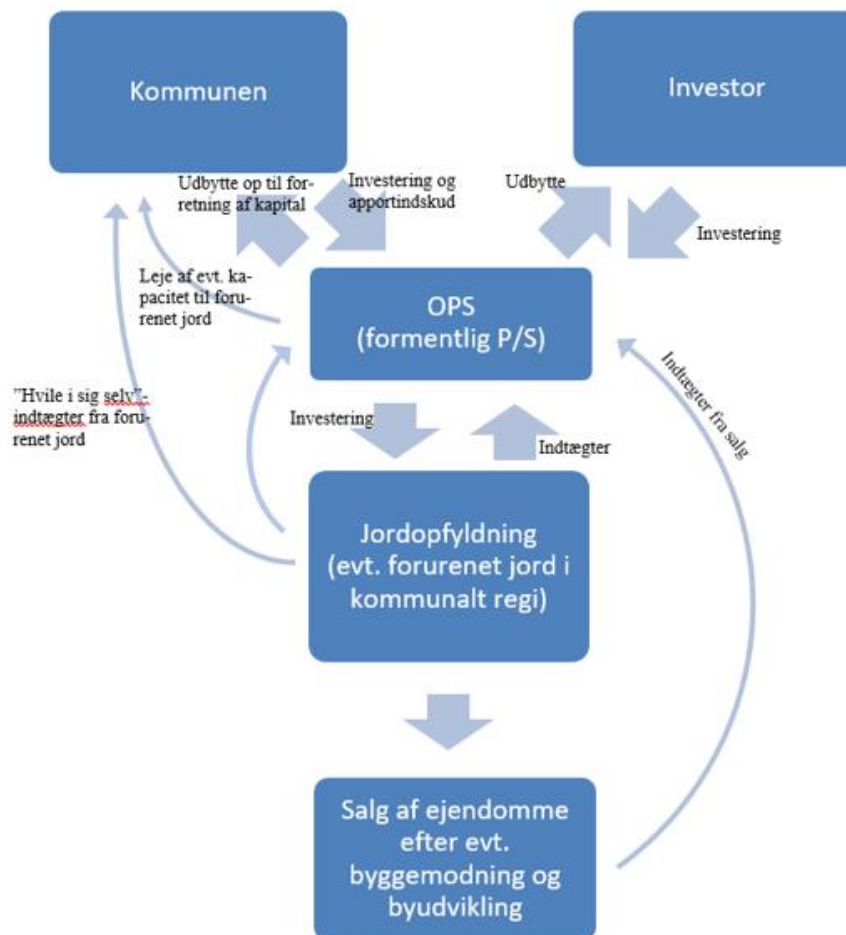 Kommunen
Investor
Udbytte op til for-
retning af kapital
Investering og
apportindskud
Udbytte
Investering
Leje af evt. ka-
pacitet til foru-
renet jord
OPS
(formentlig P/S)
"Hvile i sig selv"-
indtægter fra foru-
renet jord
Investering
Indtægter
Indtægter fra salg
Jordopfyldning
(evt. forurenet jord i
kommunalt regi)
Salg af ejendomme
efter evt.
byggemodning og
byudvikling